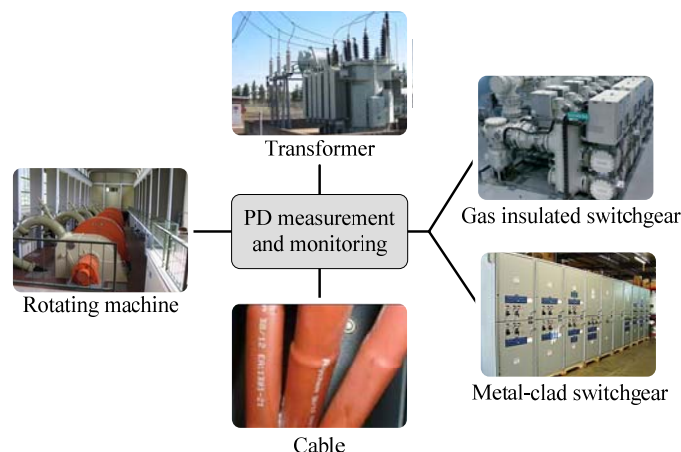 Transformer
PD measurement
and monitoring
Gas insulated switchgear
Rotating machine
Metal-clad switchgear
Cable